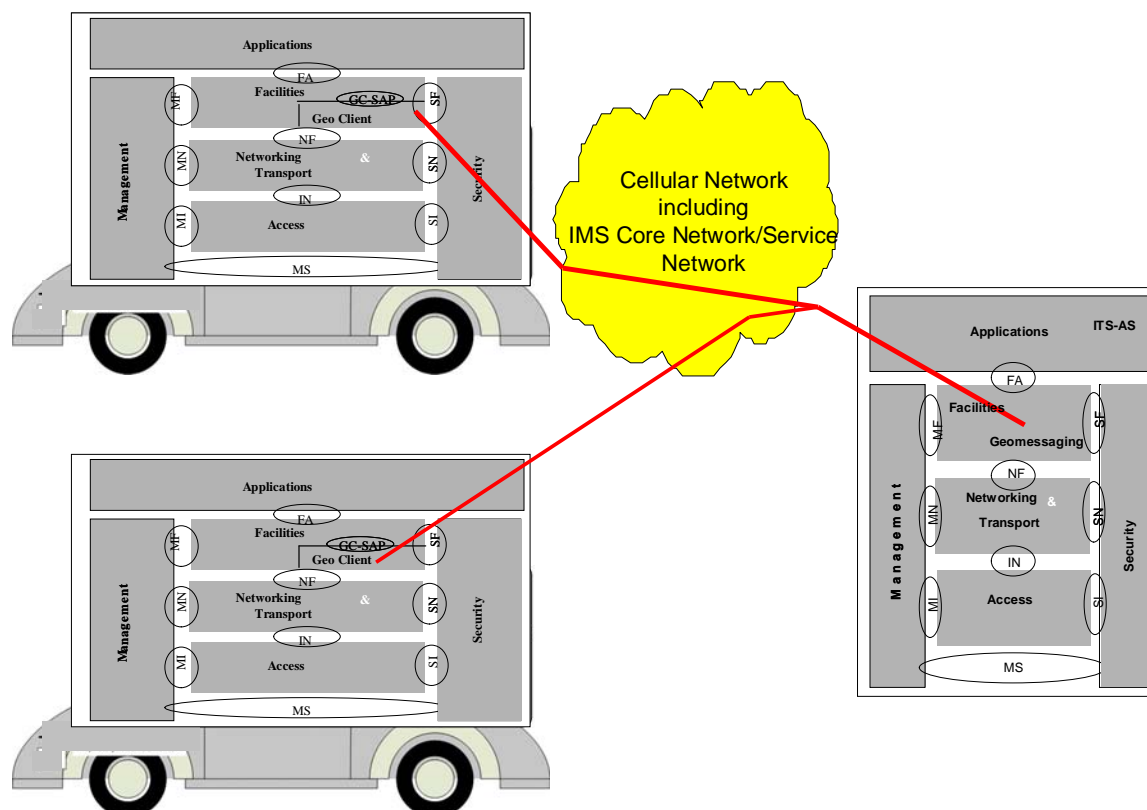 Applications
FA
Facilities
GC-SAP
Geo Client
MF
SF
NF
Networking &
Transport
MN
SN
IN
Access
MI
SI
MS
Management
Security
Cellular Network
including
IMS Core Network/Service
Network
Applications
FA
Facilities
GC-SAP
Geo Client
MF
SF
NF
Networking &
Transport
MN
SN
IN
Access
MI
SI
MS
Management
Security
ITS-AS
Applications
FA
Facilities
Geomessaging
MF
SF
NF
Networking &
Transport
MN
SN
IN
Access
MI
SI
MS
Management
Security